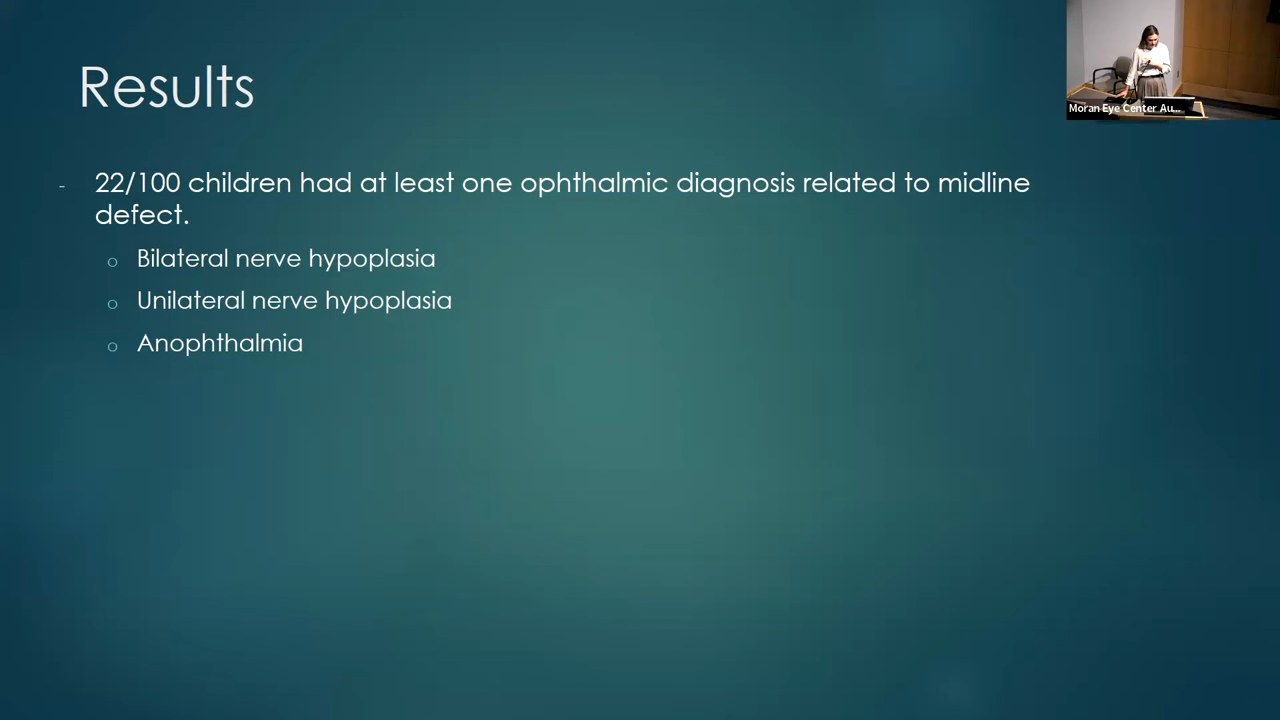 Results
Moran Eye Center Au...
- 22/100 children had at least one ophthalmic diagnosis related to midline
defect.
o Bilateral nerve hypoplasia
o Unilateral nerve hypoplasia
o Anophthalmia